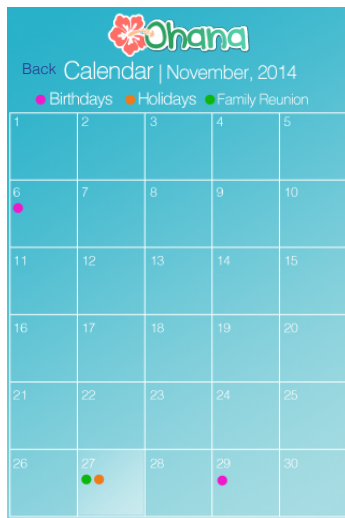 Ohana
Back Calendar | November, 2014
Birthdays Holidays Family Reunion
1 2 3 4 5
6 7 8 9 10
11 12 13 14 15
16 17 18 19 20
21 22 23 24 25
26 27 28 29 30